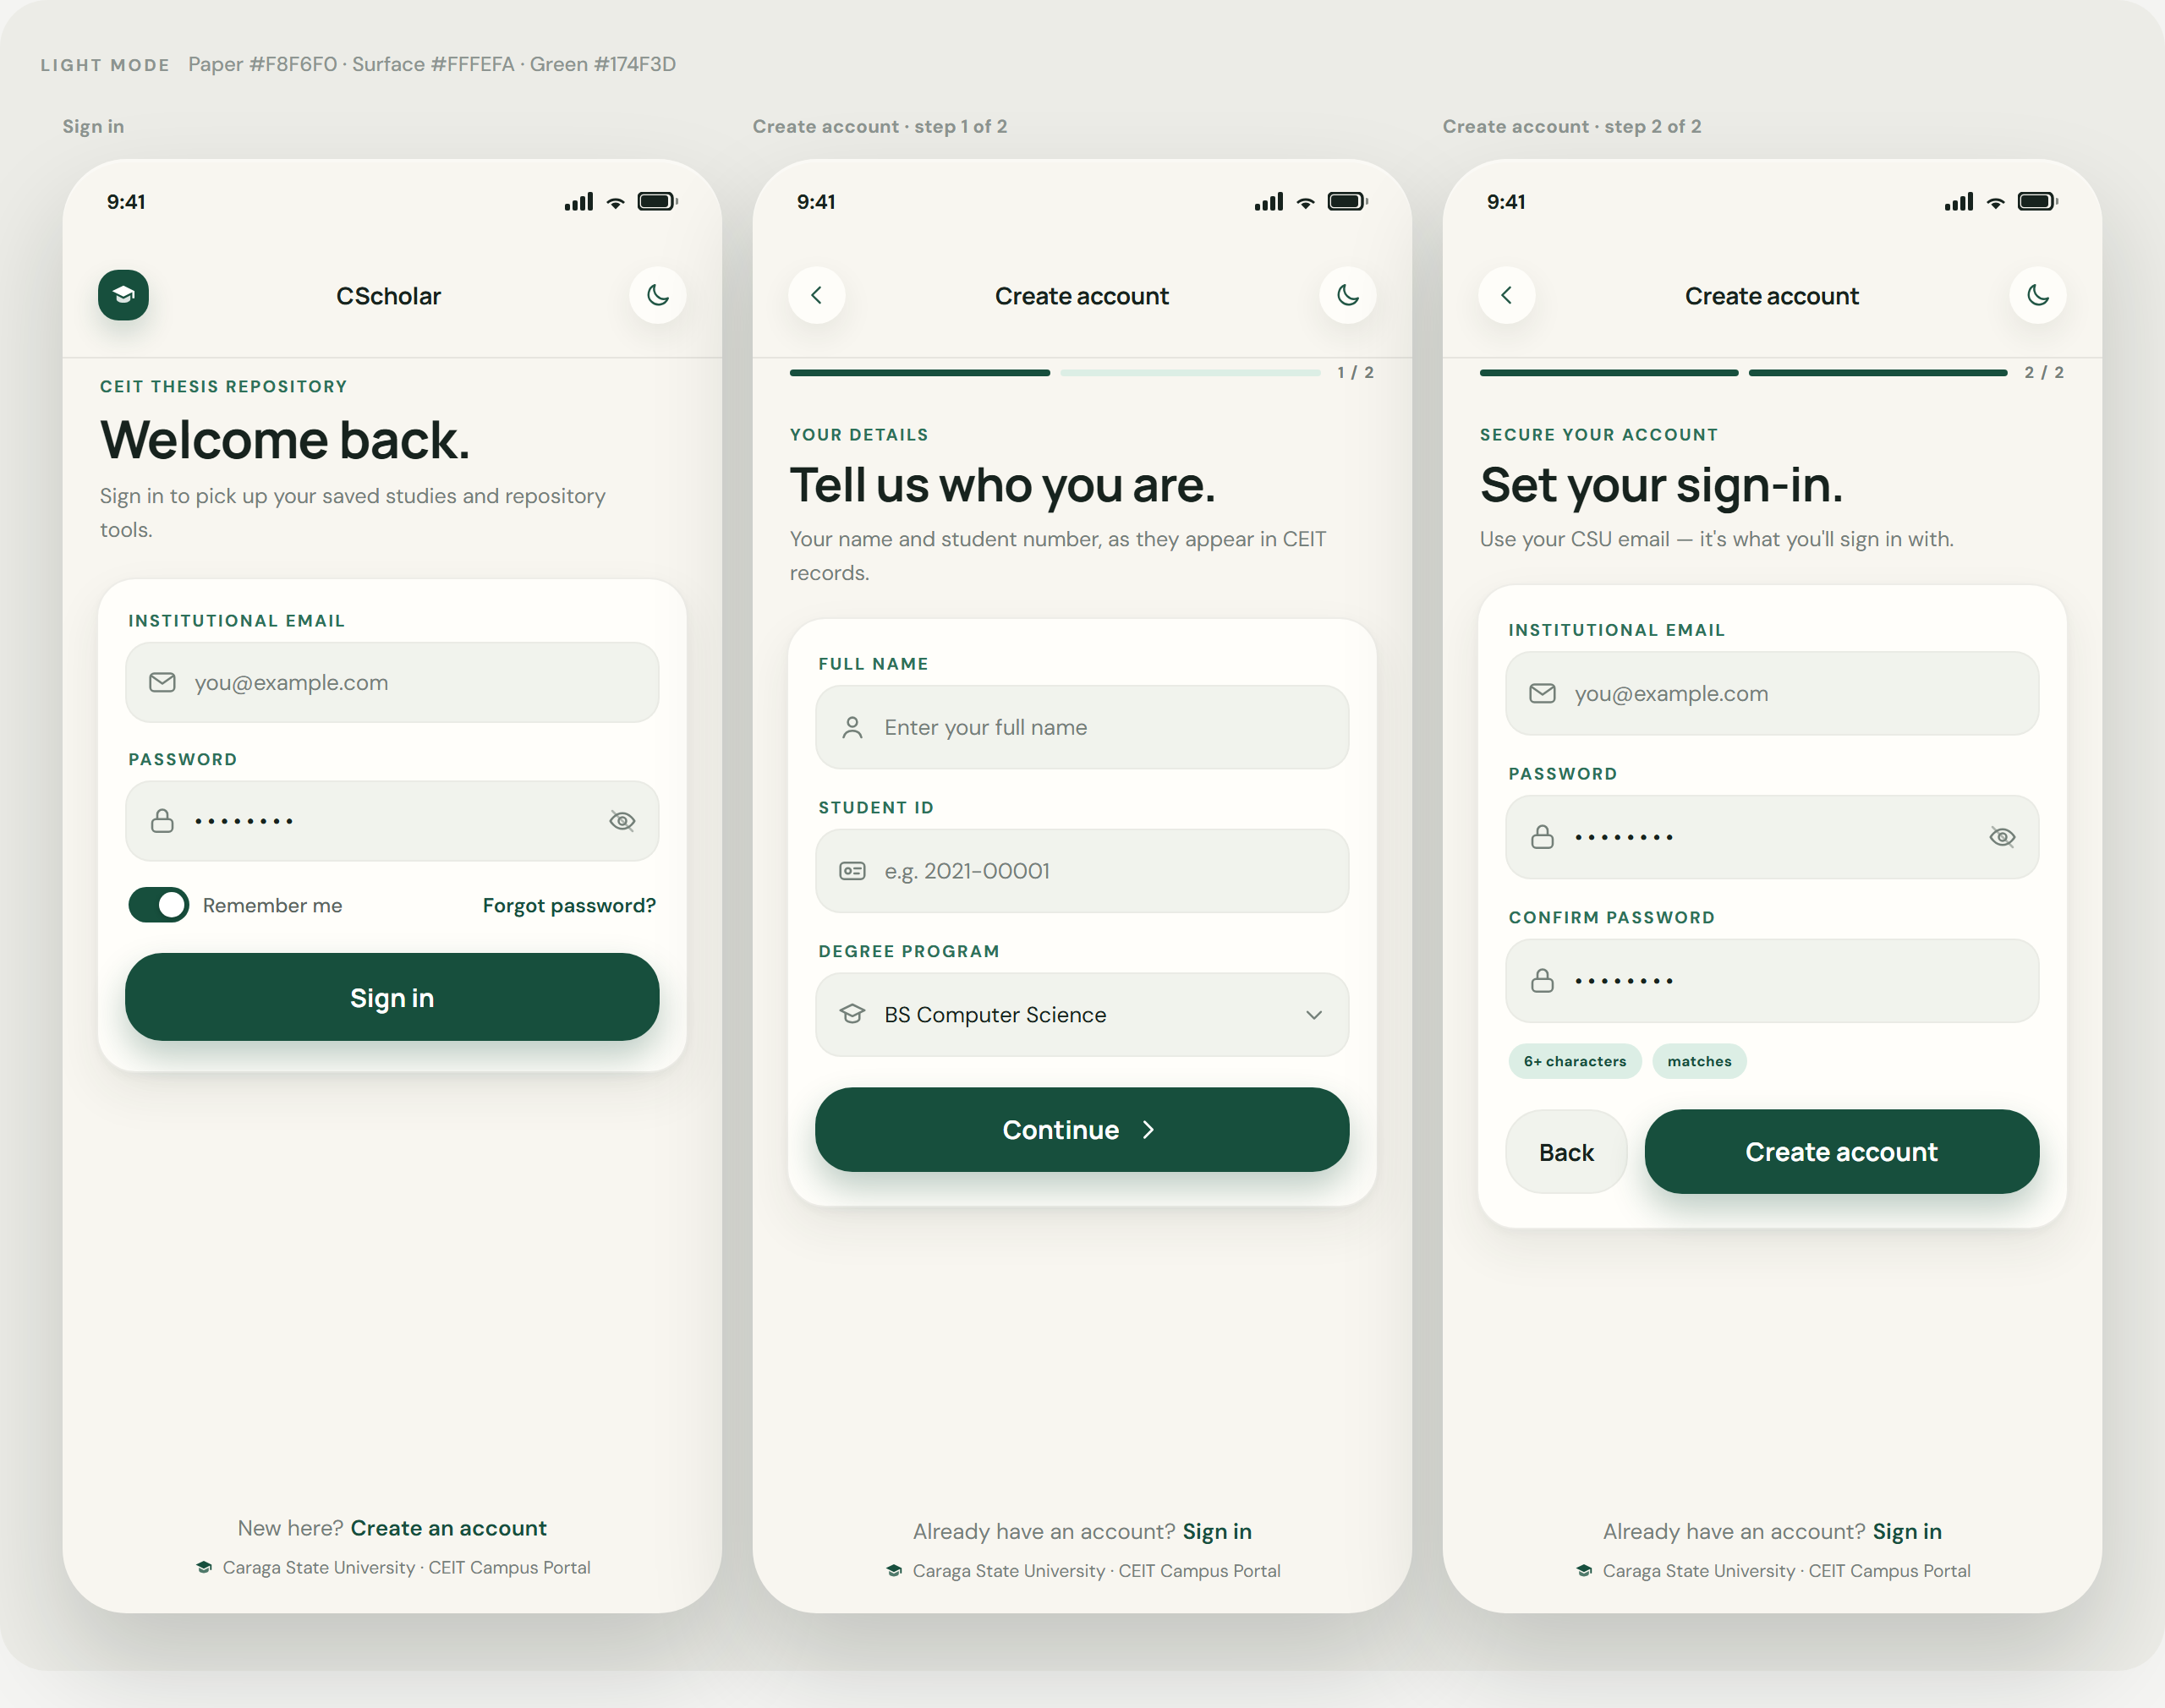 LIGHT MODE Paper #F8F6F0 · Surface #FFFEFA · Green #174F3D
Sign in
9:41
CScholar
CEIT THESIS REPOSITORY
Welcome back.
Sign in to pick up your saved studies and repository
tools.
INSTITUTIONAL EMAIL
you@example.com
PASSWORD
••••••••
Remember me
Forgot password?
Sign in
New here? Create an account
Caraga State University · CEIT Campus Portal
Create account · step 1 of 2
9:41
Create account
1 / 2
YOUR DETAILS
Tell us who you are.
Your name and student number, as they appear in CEIT
records.
FULL NAME
Enter your full name
STUDENT ID
e.g. 2021-00001
DEGREE PROGRAM
BS Computer Science
Continue
Already have an account? Sign in
Caraga State University · CEIT Campus Portal
Create account · step 2 of 2
9:41
Create account
2 / 2
SECURE YOUR ACCOUNT
Set your sign-in.
Use your CSU email — it's what you'll sign in with.
INSTITUTIONAL EMAIL
you@example.com
PASSWORD
••••••••
CONFIRM PASSWORD
••••••••
6+ characters
matches
Back
Create account
Already have an account? Sign in
Caraga State University · CEIT Campus Portal